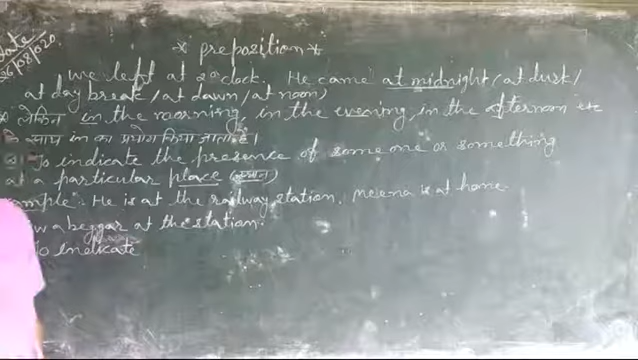 Date
26/08/020
* preposition *
we left at 2 o'clock. He came at midnight (at dusk/
at day break / at dawn / at noon)
* लेकिन in the morning, in the evening, in the afternoon etc
के साथ in का प्रयोग किया जाता है।
To indicate the presence of some one or something
at a particular place (स्थान)
ample:- He is at the railway station. Meena is at home.
w a beggar at the station.
To indicate